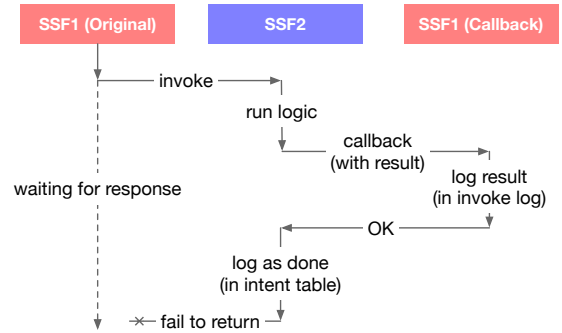 SSF1 (Original)
SSF2
SSF1 (Callback)
invoke
run logic
callback
(with result)
waiting for response
log result
(in invoke log)
OK
log as done
(in intent table)
fail to return